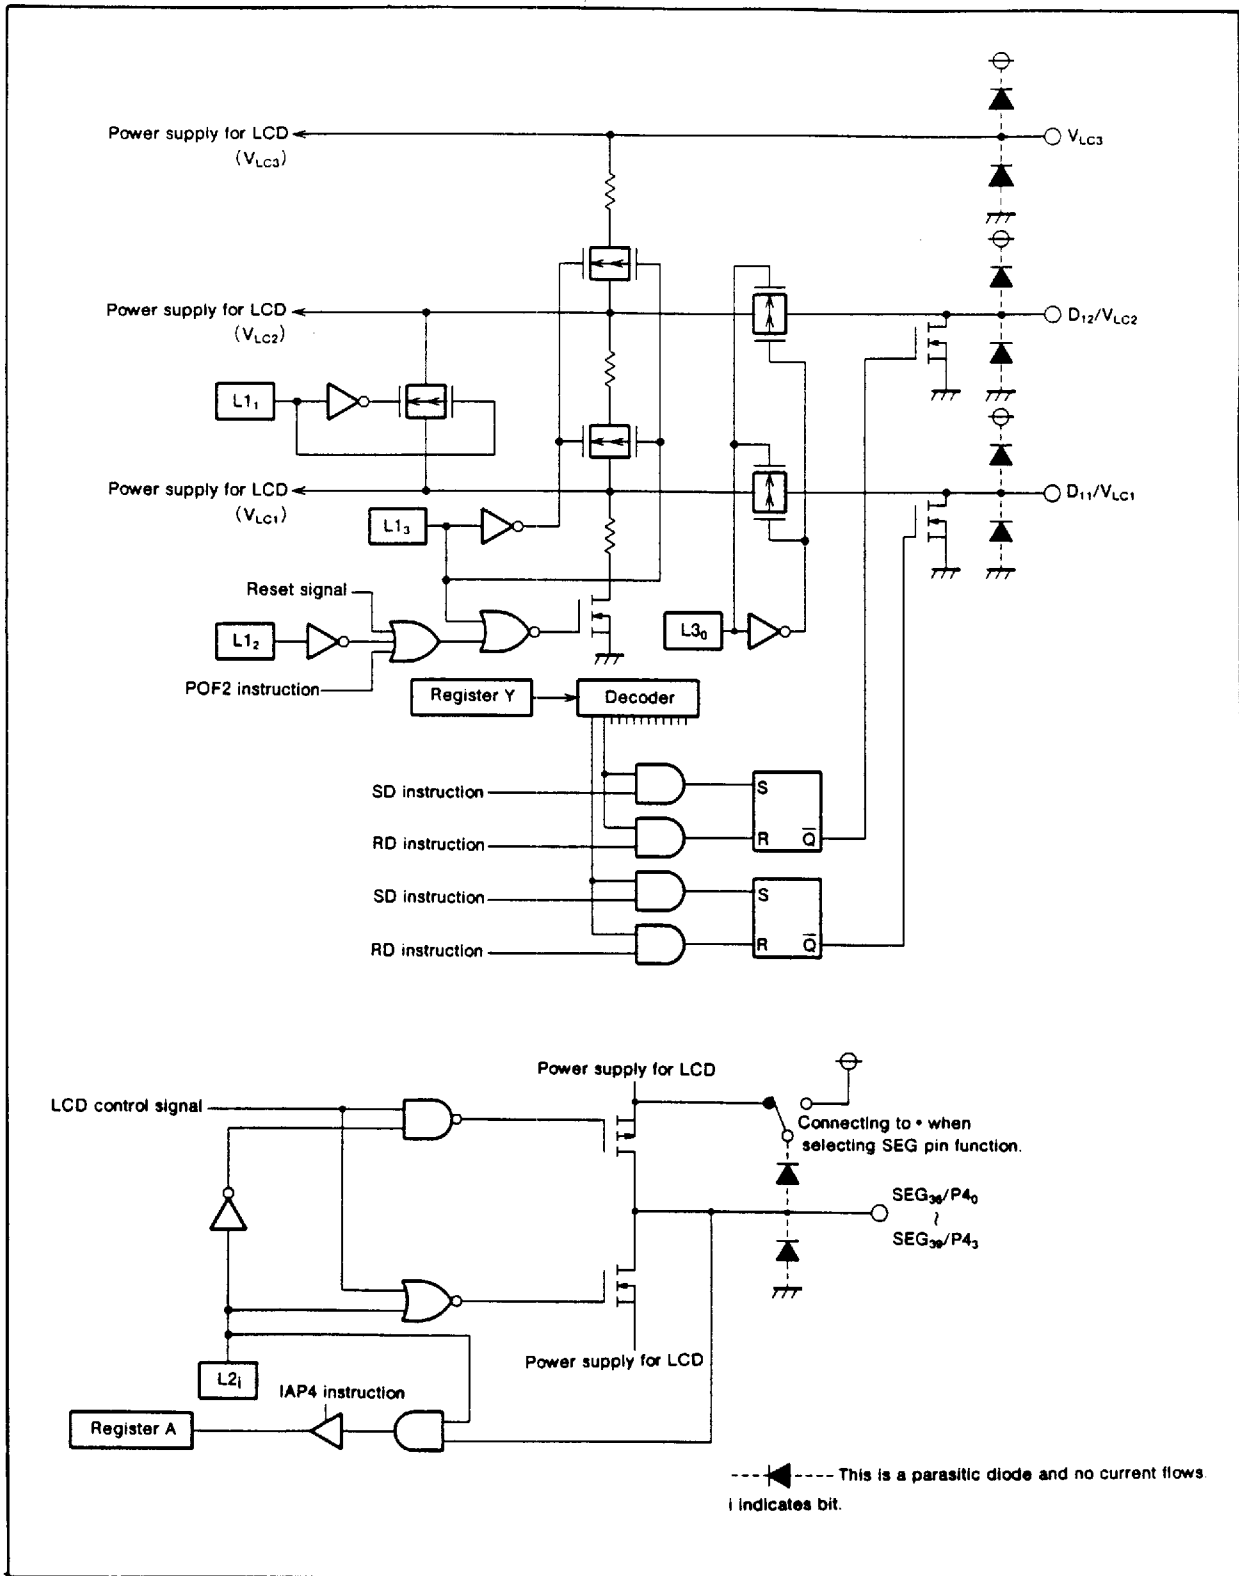 Power supply for LCD
(VLC3)
VLC3
Power supply for LCD
(VLC2)
D12/VLC2
L11
Power supply for LCD
(VLC1)
D11/VLC1
L13
Reset signal
L12
L30
POF2 instruction
Register Y
Decoder
SD instruction
S
RD instruction
R
Q̅
SD instruction
S
RD instruction
R
Q̅
Power supply for LCD
LCD control signal
Connecting to • when
selecting SEG pin function.
SEG36/P40
~
SEG39/P43
Power supply for LCD
L2i
IAP4 instruction
Register A
This is a parasitic diode and no current flows.
i indicates bit.